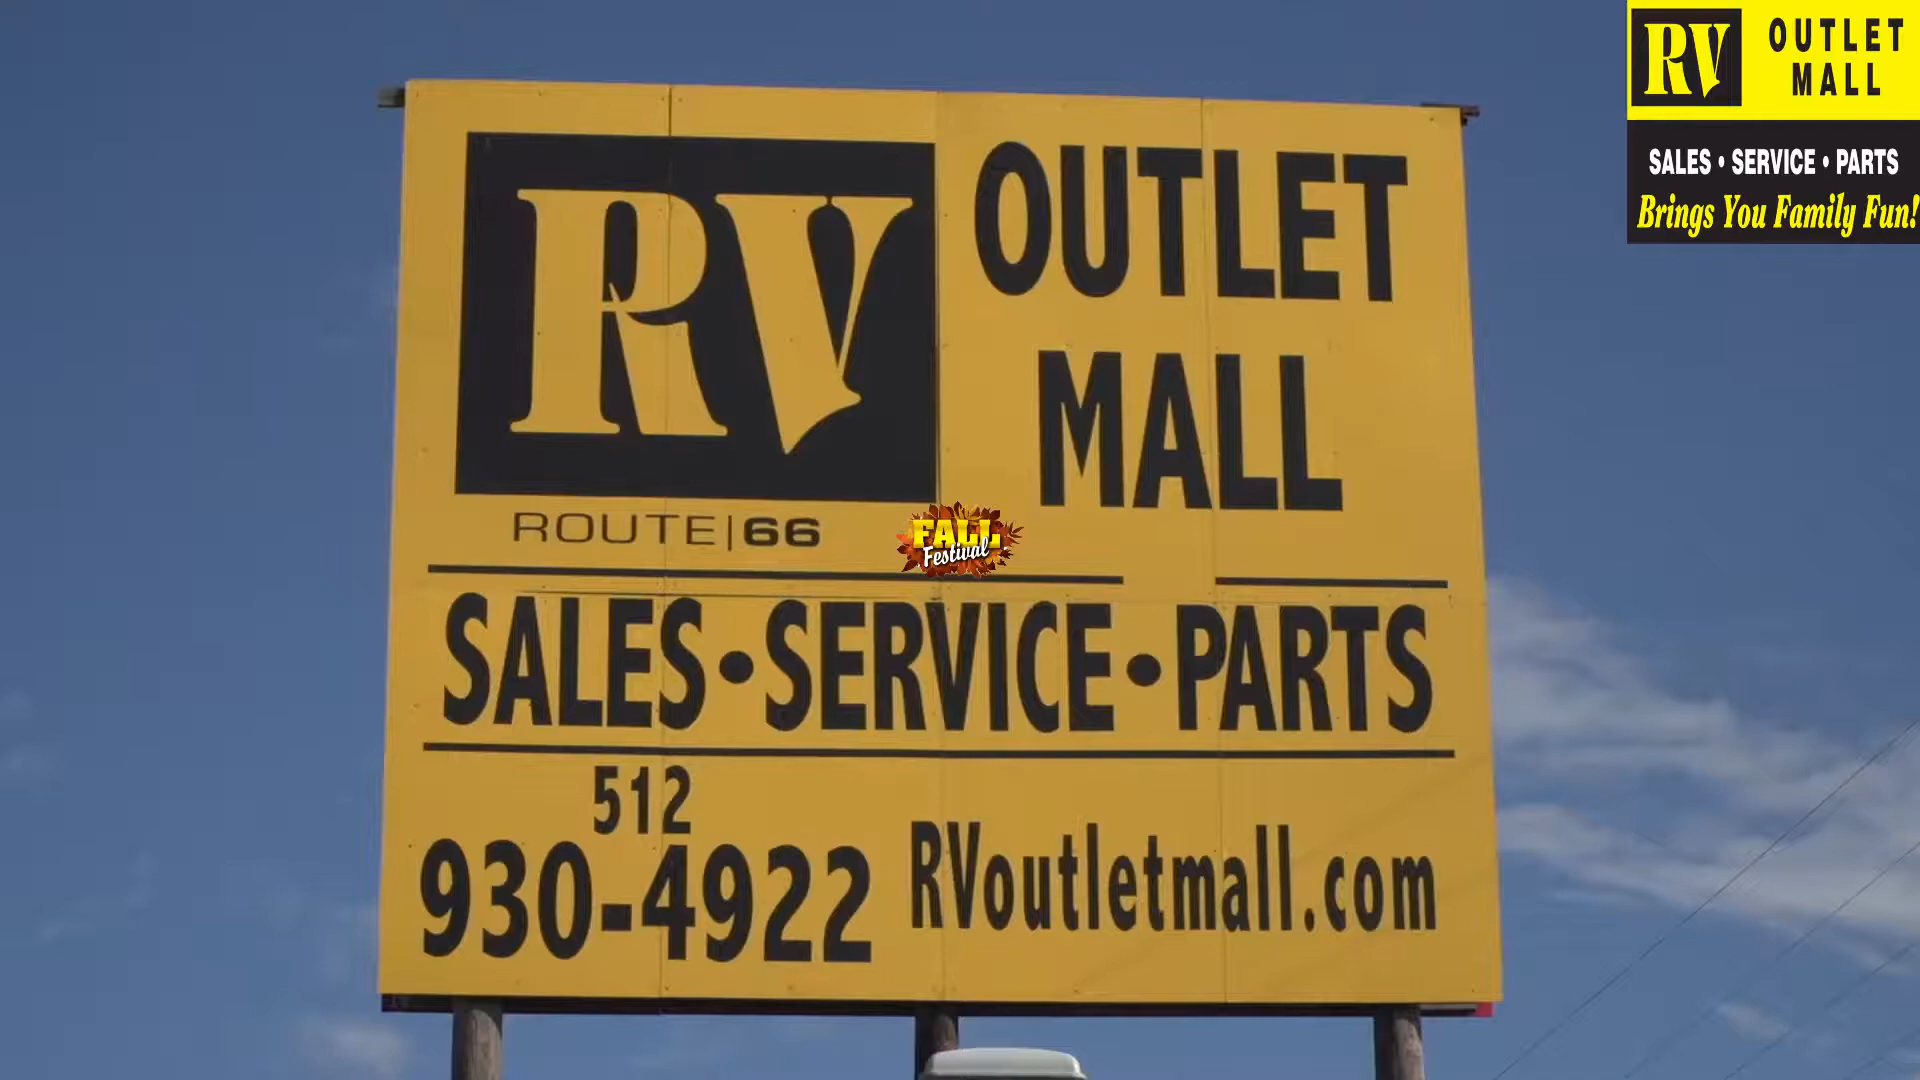 RV OUTLET
MALL
ROUTE|66
FALL
Festival
SALES•SERVICE•PARTS
512
930-4922
RVoutletmall.com
RV OUTLET
MALL
SALES • SERVICE • PARTS
Brings You Family Fun!